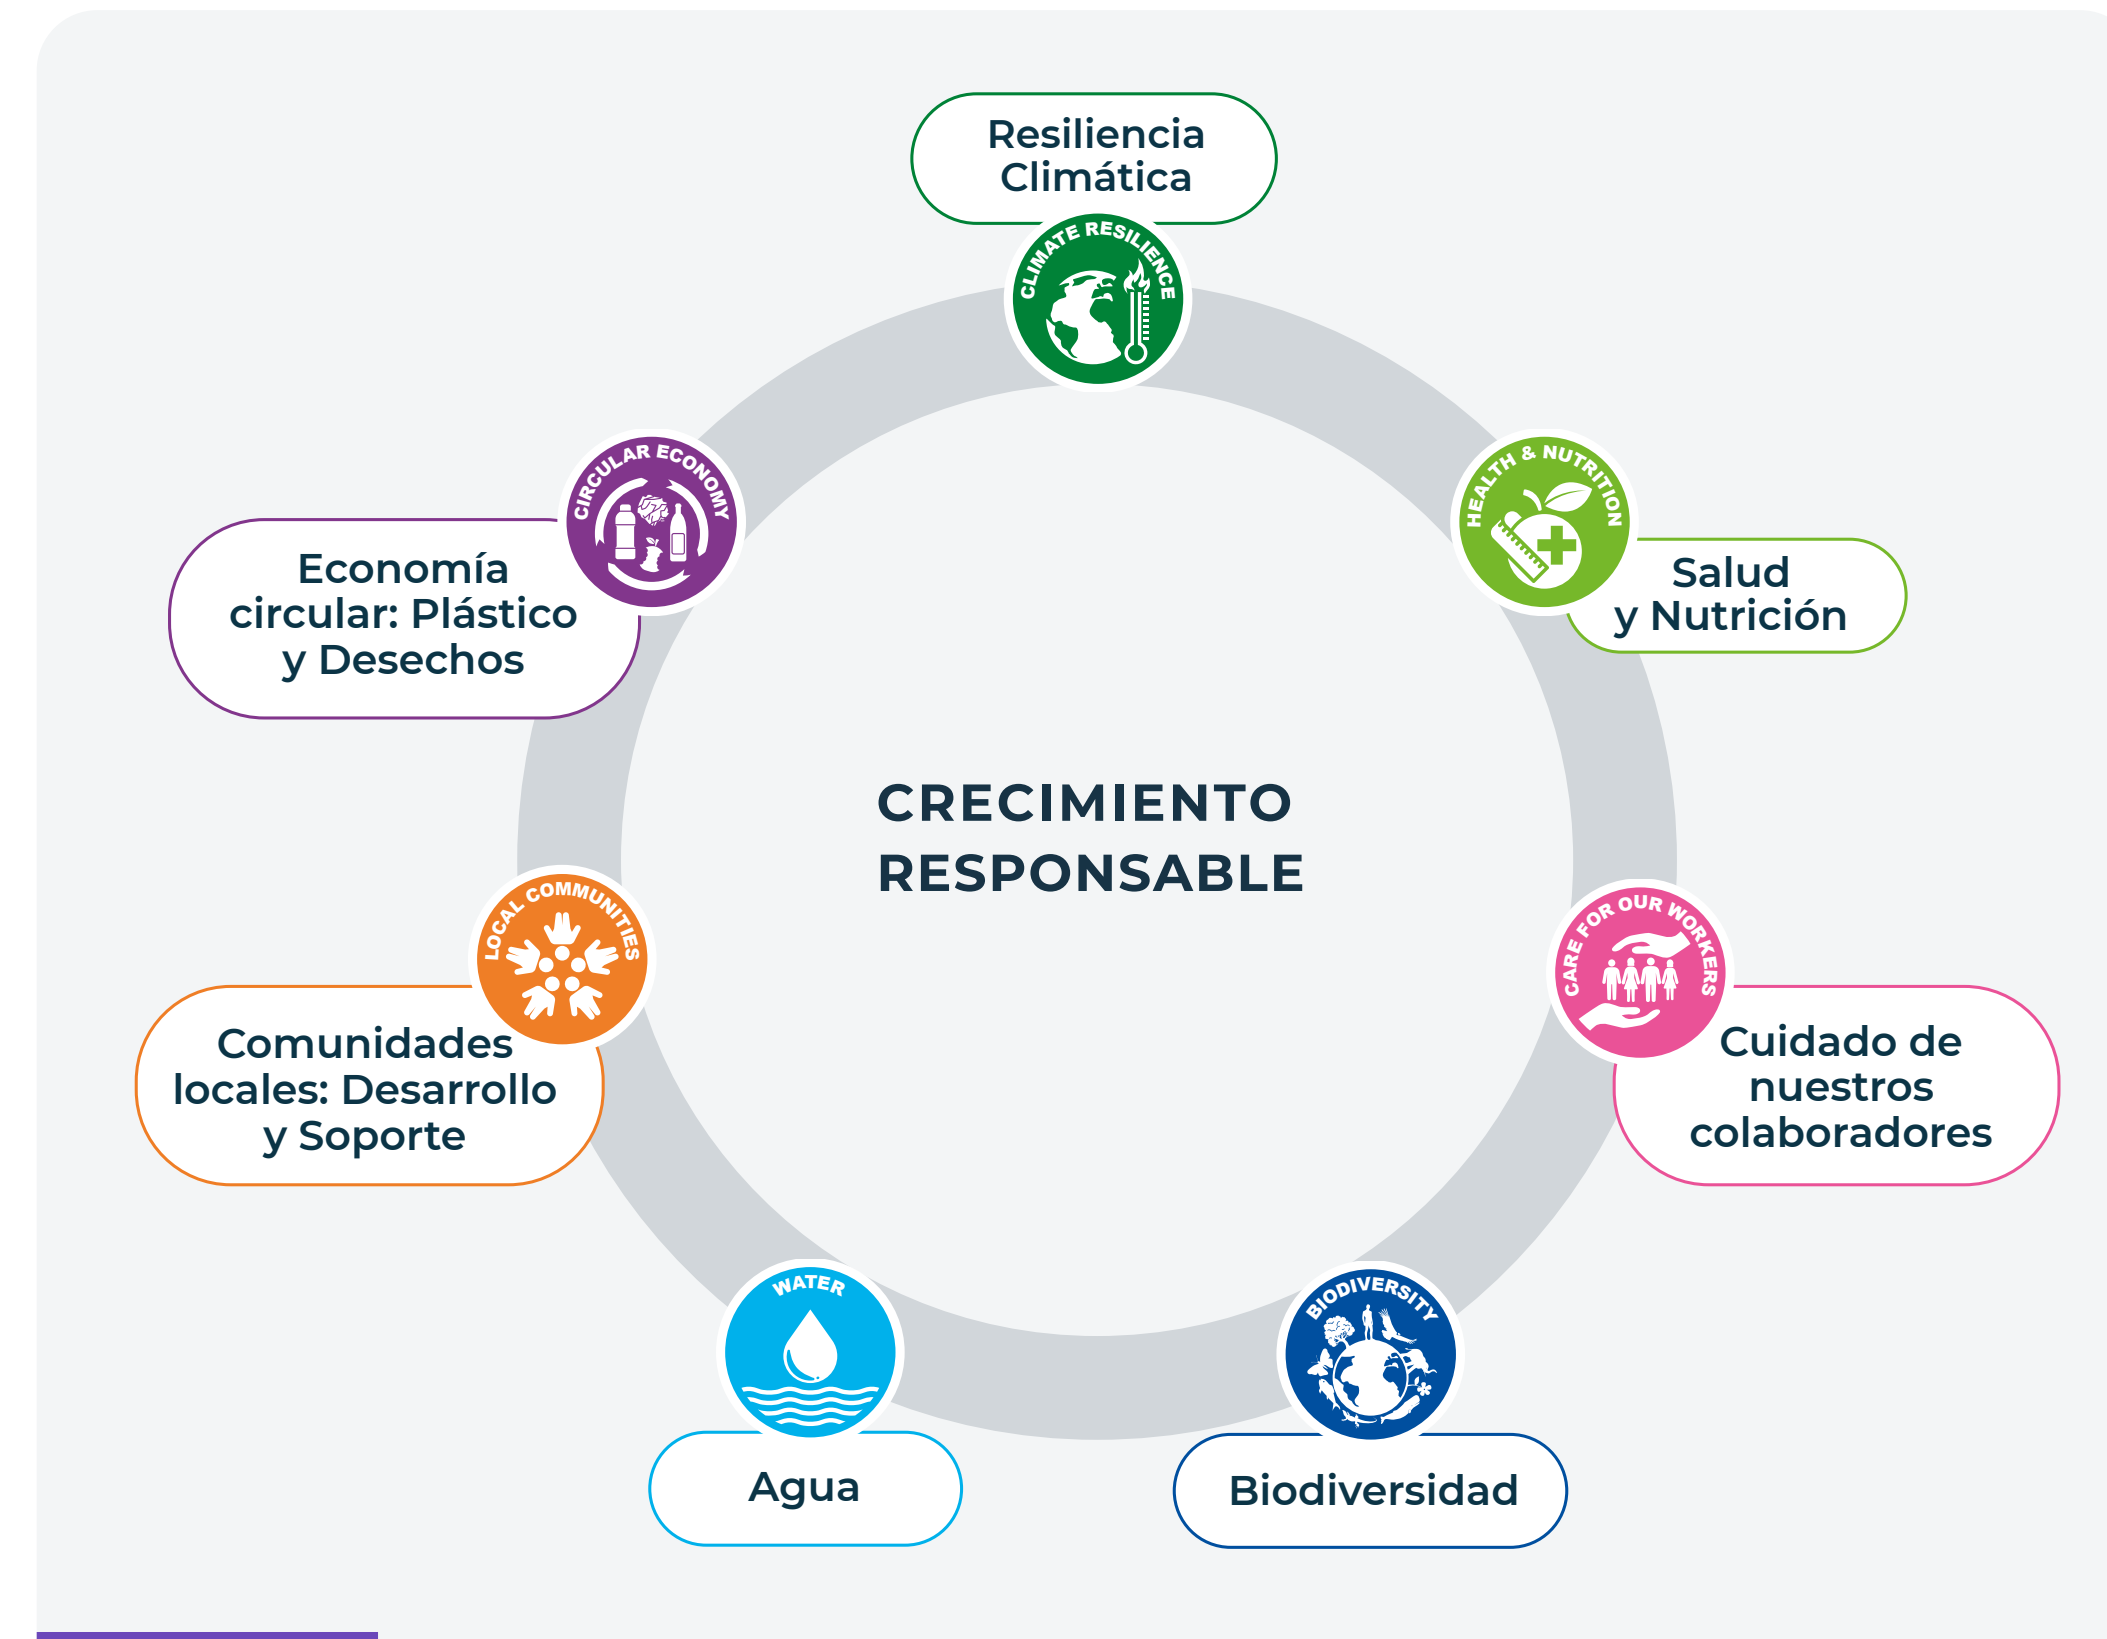 Resiliencia
Climática
CLIMATE RESILIENCE
CIRCULAR ECONOMY
HEALTH & NUTRITION
Economía
circular: Plástico
y Desechos
Salud
y Nutrición
CRECIMIENTO
RESPONSABLE
LOCAL COMMUNITIES
CARE FOR OUR WORKERS
Comunidades
locales: Desarrollo
y Soporte
Cuidado de
nuestros
colaboradores
WATER
BIODIVERSITY
Agua
Biodiversidad